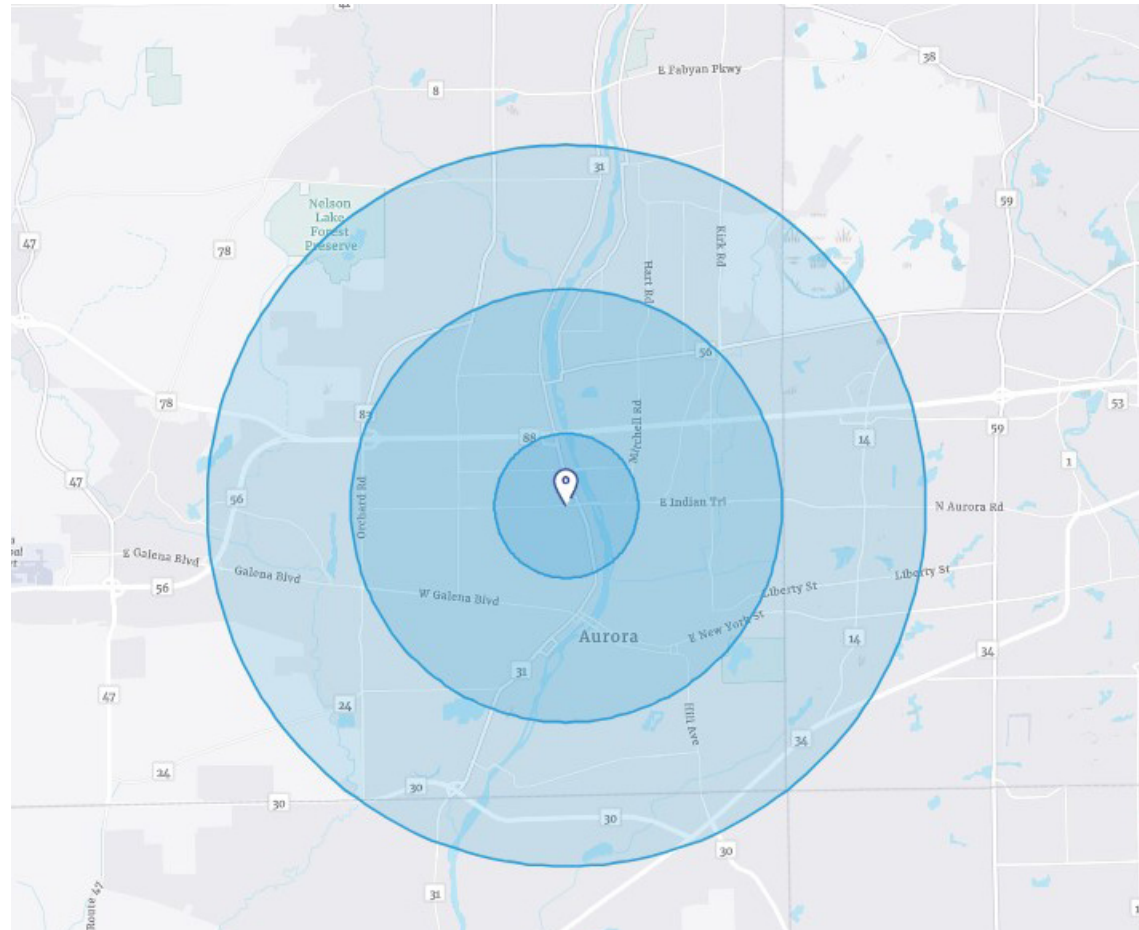 E Fabyan Pkwy
38
8
31
59
Nelson
Lake
Forest
Preserve
47
78
Kirk Rd
Hart Rd
56
78
83
88
Mitchell Rd
53
59
14
1
47
56
Orchard Rd
E Indian Trl
N Aurora Rd
E Galena Blvd
Galena Blvd
56
W Galena Blvd
Liberty St
Liberty St
Aurora
E New York St
14
34
31
47
24
Hill Ave
34
24
30
30
30
30
31
Route 47